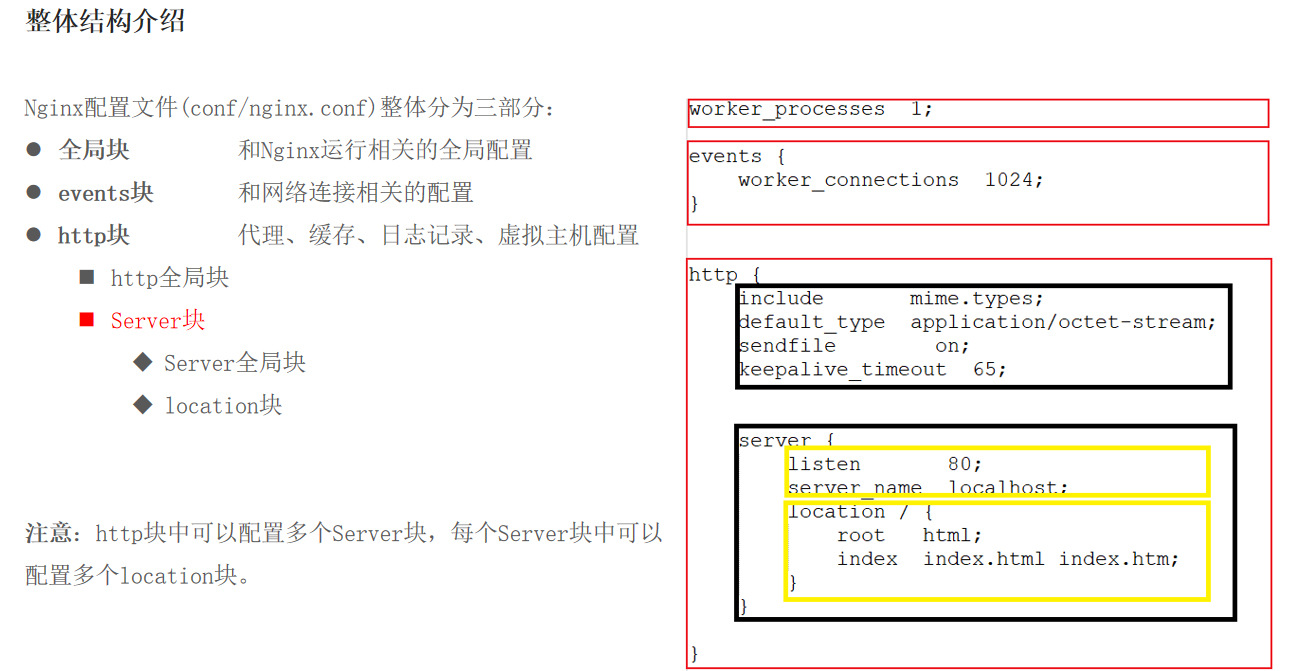 整体结构介绍
Nginx配置文件(conf/nginx.conf)整体分为三部分:
● 全局块 和Nginx运行相关的全局配置
● events块 和网络连接相关的配置
● http块 代理、缓存、日志记录、虚拟主机配置
■ http全局块
■ Server块
◆ Server全局块
◆ location块
注意: http块中可以配置多个Server块, 每个Server块中可以
配置多个location块。
worker_processes  1;
events {
    worker_connections  1024;
}
http {
    include       mime.types;
    default_type  application/octet-stream;
    sendfile        on;
    keepalive_timeout  65;
    server {
        listen       80;
        server_name  localhost;
        location / {
            root   html;
            index  index.html index.htm;
        }
    }
}